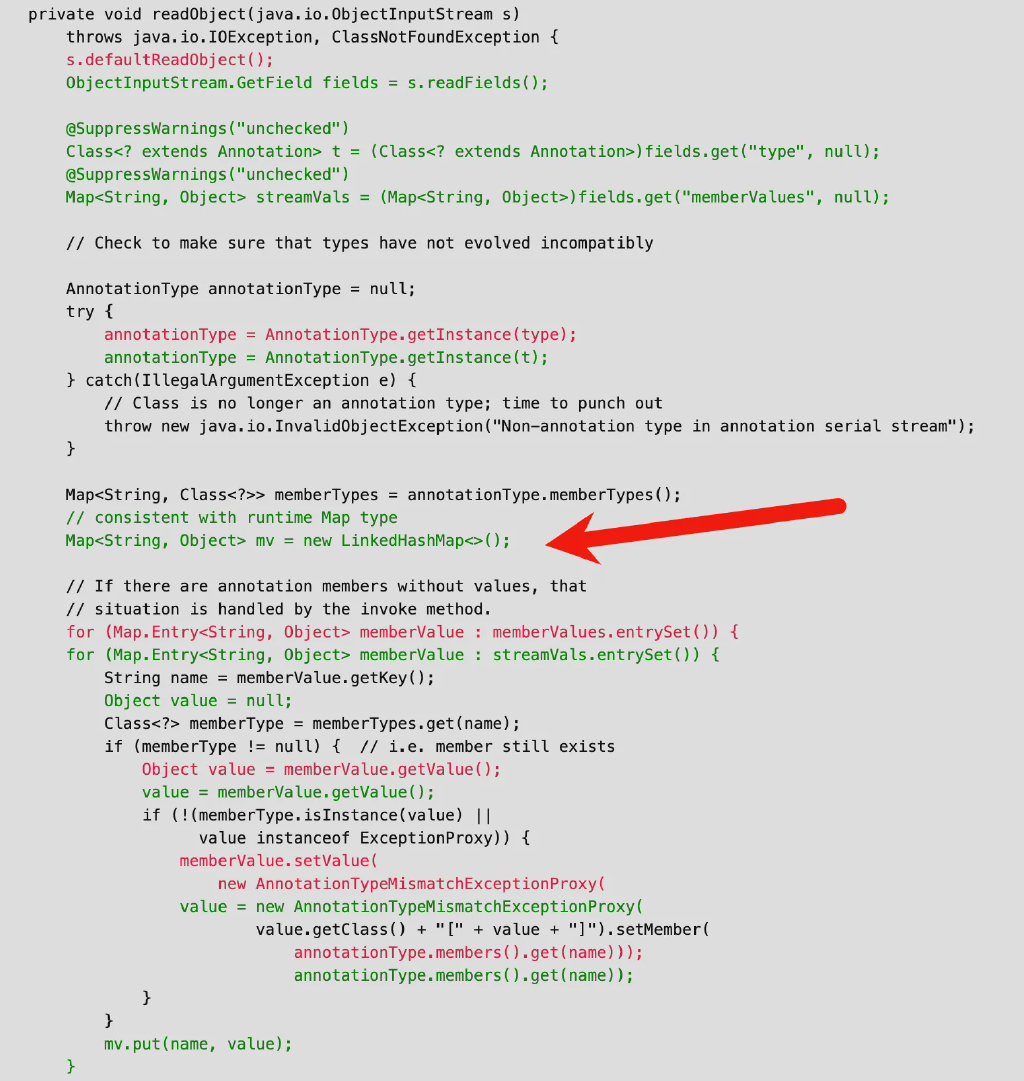 private void readObject(java.io.ObjectInputStream s)
throws java.io.IOException, ClassNotFoundException {
s.defaultReadObject();
ObjectInputStream.GetField fields = s.readFields();
@SuppressWarnings("unchecked")
Class<? extends Annotation> t = (Class<? extends Annotation>)fields.get("type", null);
@SuppressWarnings("unchecked")
Map<String, Object> streamVals = (Map<String, Object>)fields.get("memberValues", null);
// Check to make sure that types have not evolved incompatibly
AnnotationType annotationType = null;
try {
annotationType = AnnotationType.getInstance(type);
annotationType = AnnotationType.getInstance(t);
} catch(IllegalArgumentException e) {
// Class is no longer an annotation type; time to punch out
throw new java.io.InvalidObjectException("Non-annotation type in annotation serial stream");
}
Map<String, Class<?>> memberTypes = annotationType.memberTypes();
// consistent with runtime Map type
Map<String, Object> mv = new LinkedHashMap<>();
// If there are annotation members without values, that
// situation is handled by the invoke method.
for (Map.Entry<String, Object> memberValue : memberValues.entrySet()) {
for (Map.Entry<String, Object> memberValue : streamVals.entrySet()) {
String name = memberValue.getKey();
Object value = null;
Class<?> memberType = memberTypes.get(name);
if (memberType != null) {  // i.e. member still exists
Object value = memberValue.getValue();
value = memberValue.getValue();
if (!(memberType.isInstance(value) ||
value instanceof ExceptionProxy)) {
memberValue.setValue(
new AnnotationTypeMismatchExceptionProxy(
value = new AnnotationTypeMismatchExceptionProxy(
value.getClass() + "[" + value + "]").setMember(
annotationType.members().get(name)));
annotationType.members().get(name));
}
}
mv.put(name, value);
}